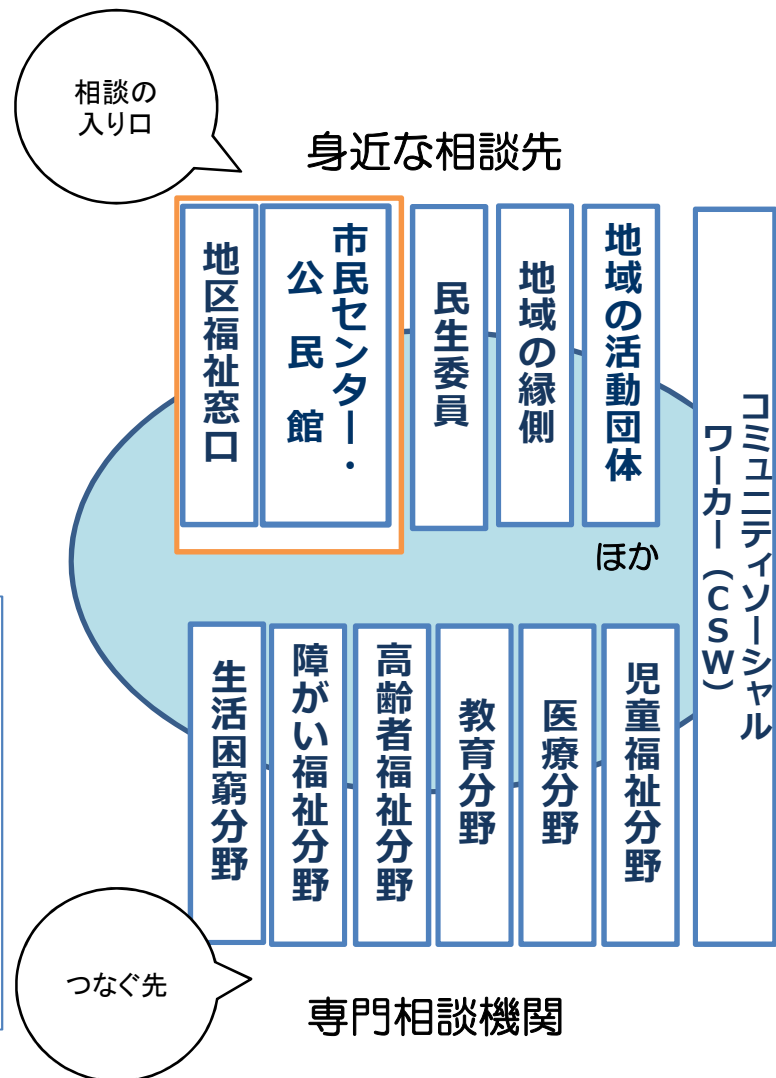 相談の
入り口
身近な相談先
地区福祉窓口
市民センター・
公民館
民生委員
地域の縁側
地域の活動団体
ほか
コミュニティソーシャル
ワーカー(CSW)
生活困窮分野
障がい福祉分野
高齢者福祉分野
教育分野
医療分野
児童福祉分野
つなぐ先
専門相談機関